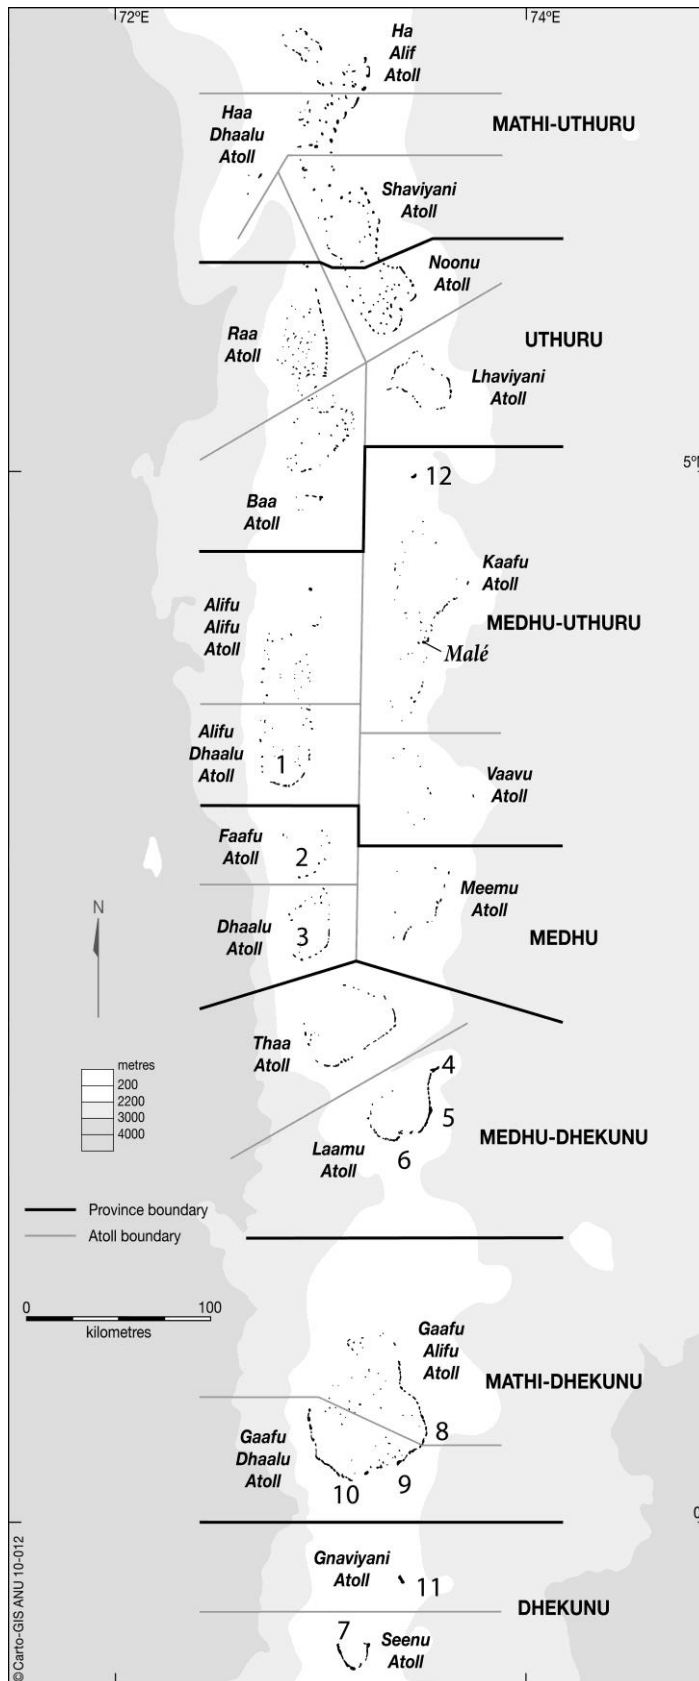 72ºE
74ºE
Ha
Alif
Atoll
Haa
Dhaalu
Atoll
MATHI-UTHURU
Shaviyani
Atoll
Noonu
Atoll
Raa
Atoll
UTHURU
Lhaviyani
Atoll
5º
12
Baa
Atoll
Kaafu
Atoll
Alifu
Alifu
Atoll
MEDHU-UTHURU
Malé
Alifu
Dhaalu
Atoll
1
Vaavu
Atoll
Faafu
Atoll
2
Meemu
Atoll
N
Dhaalu
Atoll
3
MEDHU
Thaa
Atoll
4
metres
200
2200
3000
4000
5
MEDHU-DHEKUNU
Laamu
Atoll
6
Province boundary
Atoll boundary
0 100
kilometres
Gaafu
Alifu
Atoll
MATHI-DHEKUNU
8
Gaafu
Dhaalu
Atoll
9
10
Gnaviyani
Atoll
11
DHEKUNU
7
Seenu
Atoll
© Carto-GIS ANU 10-012